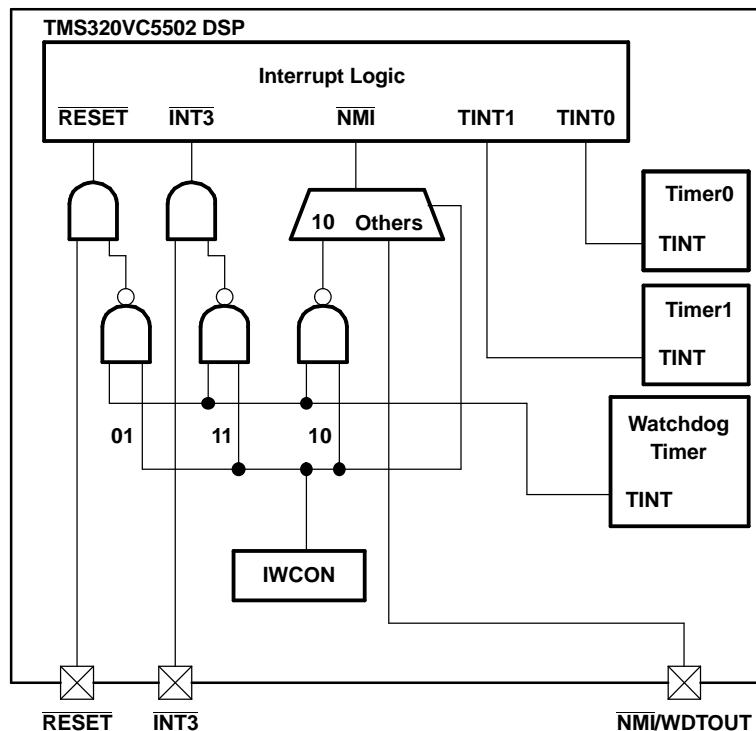 TMS320VC5502 DSP
Interrupt Logic
RESET INT3 NMI TINT1 TINT0
10 Others
Timer0
TINT
Timer1
TINT
01 11 10
Watchdog
Timer
TINT
IWCON
RESET INT3 NMI/WDTOUT